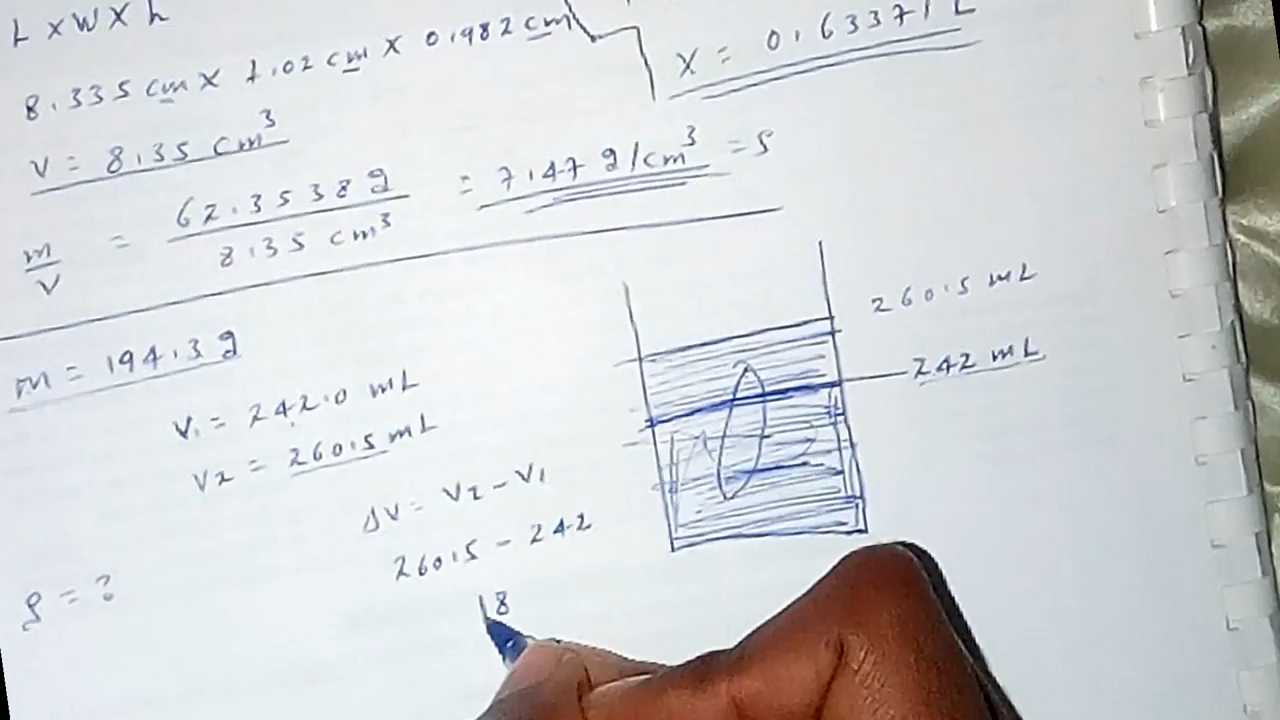 L x W x h
8.335 cm x 1.02 cm x 0.982 cm
x = 0.63371 L
V = 8.35 cm³
m/V = 62.3538 g / 8.35 cm³ = 7.47 g/cm³ = S
m = 194.3 g
V₁ = 242.0 mL
V2 = 260.5 mL
260.5 mL
242 mL
ΔV = V2 - V1
260.5 - 242
18
ρ = ?